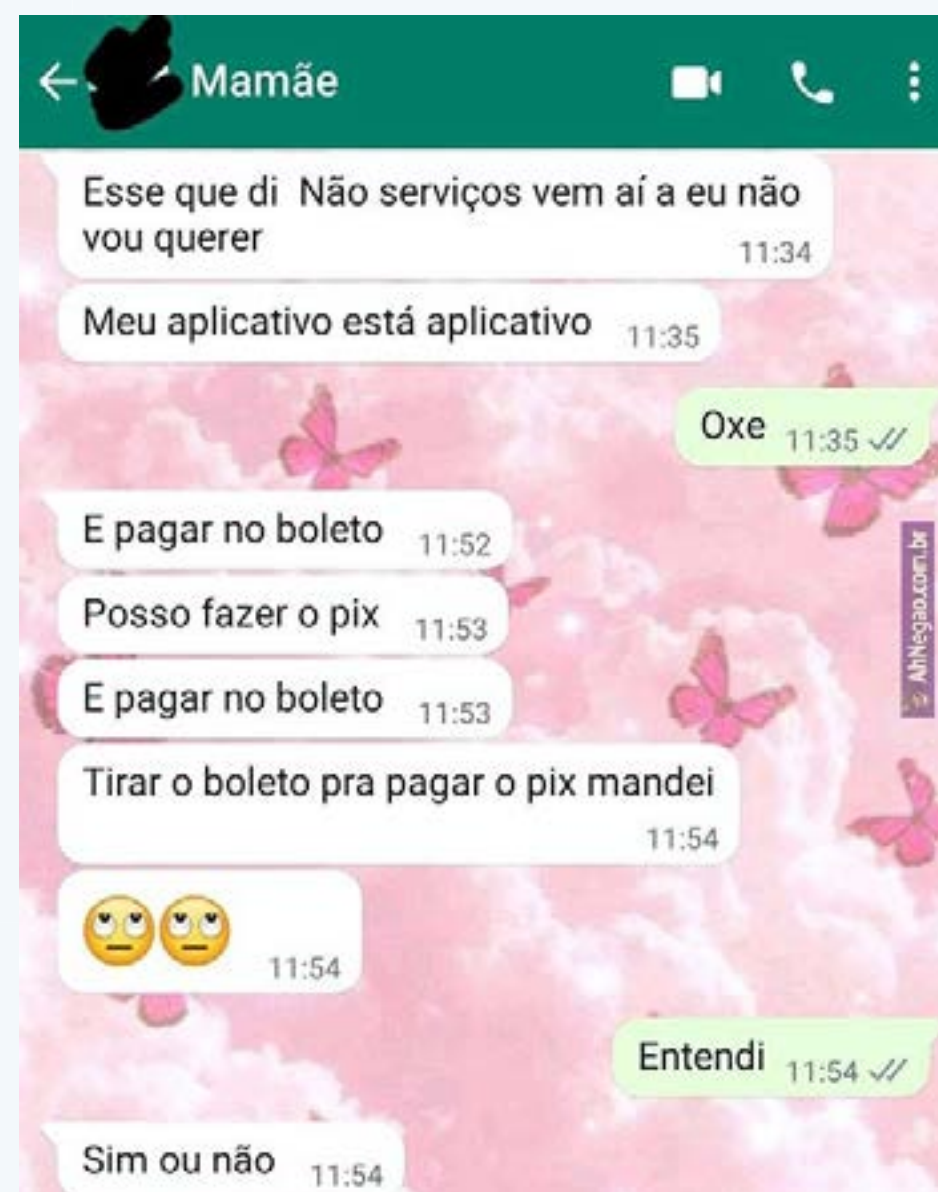 Mamãe
Esse que di  Não serviços vem aí a eu não
vou querer
11:34
Meu aplicativo está aplicativo 11:35
Oxe 11:35
AhNegao.com.br
E pagar no boleto 11:52
Posso fazer o pix 11:53
E pagar no boleto 11:53
Tirar o boleto pra pagar o pix mandei
11:54
🙄🙄 11:54
Entendi 11:54
Sim ou não 11:54